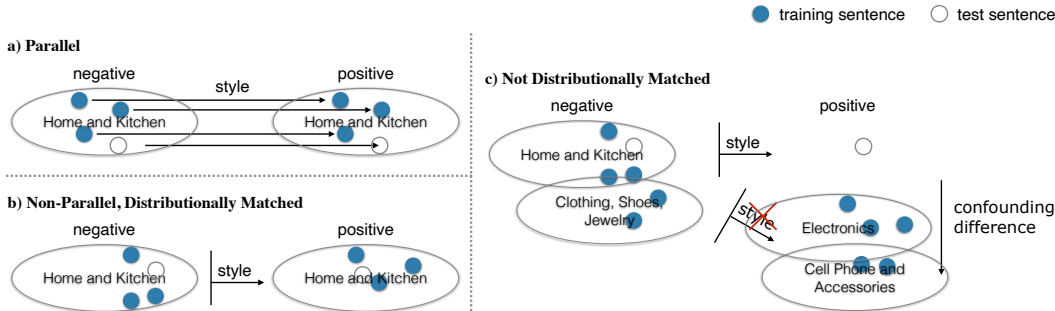 training sentence
test sentence
a) Parallel
negative
positive
style
Home and Kitchen
Home and Kitchen
b) Non-Parallel, Distributionally Matched
negative
positive
style
Home and Kitchen
Home and Kitchen
c) Not Distributionally Matched
negative
positive
style
Home and Kitchen
Clothing, Shoes,
Jewelry
style
Electronics
Cell Phone and
Accessories
confounding
difference